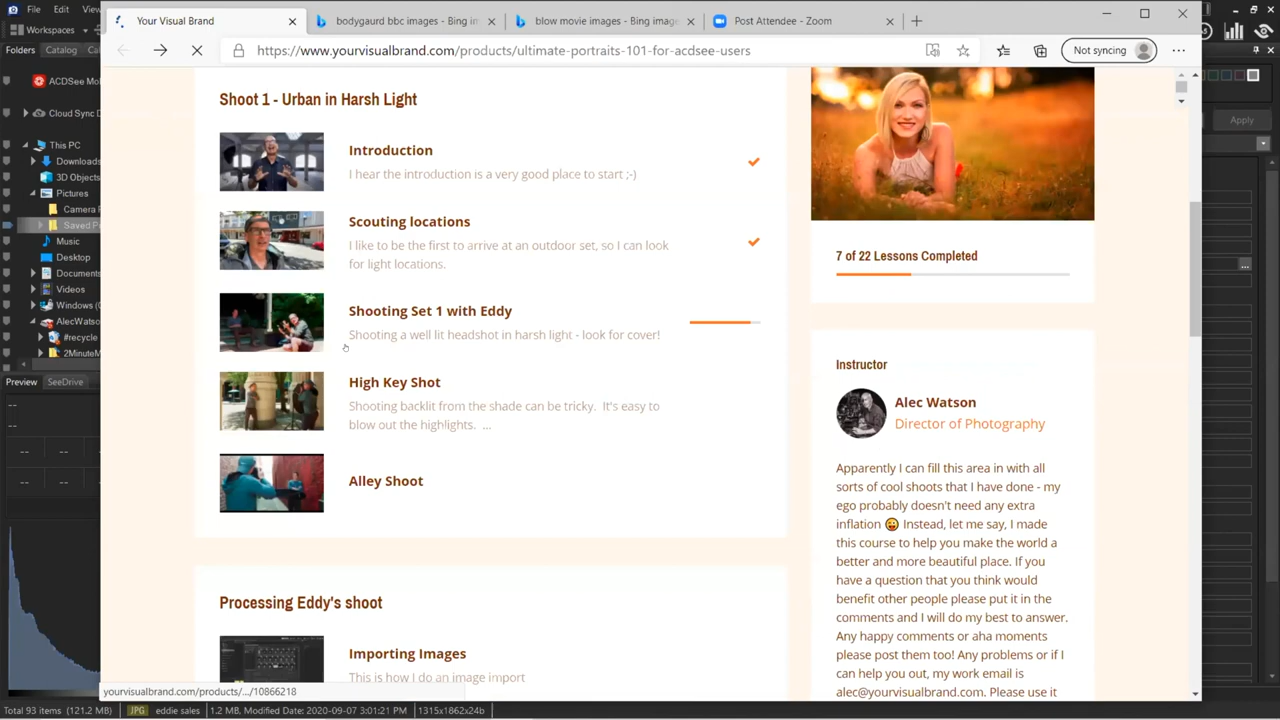 File Edit View
Workspaces
Folders Catalog
ACDSee Mo
Cloud Sync D
This PC
Downloads
3D Objects
Pictures
Camera
Saved P
Music
Desktop
Documents
Videos
Windows (
AlecWatson
#recycle
2MinuteM
Preview SeeDrive
Your Visual Brand
bodygaurd bbc images - Bing im
blow movie images - Bing image
Post Attendee - Zoom
https://www.yourvisualbrand.com/products/ultimate-portraits-101-for-acdsee-users
Not syncing
Apply
Shoot 1 - Urban in Harsh Light
Introduction
I hear the introduction is a very good place to start ;-)
Scouting locations
I like to be the first to arrive at an outdoor set, so I can look
for light locations.
Shooting Set 1 with Eddy
Shooting a well lit headshot in harsh light - look for cover!
High Key Shot
Shooting backlit from the shade can be tricky. It's easy to
blow out the highlights. ...
Alley Shoot
Processing Eddy's shoot
Importing Images
This is how I do an image import
7 of 22 Lessons Completed
Instructor
Alec Watson
Director of Photography
Apparently I can fill this area in with all
sorts of cool shoots that I have done - my
ego probably doesn't need any extra
inflation 😜 Instead, let me say, I made
this course to help you make the world a
better and more beautiful place. If you
have a question that you think would
benefit other people please put it in the
comments and I will do my best to answer.
Any happy comments or aha moments
please post them too! Any problems or if I
can help you out, my work email is
alec@yourvisualbrand.com. Please use it
yourvisualbrand.com/products/.../10866218
Total 93 items (121.2 MB) JPG eddie sales 1.2 MB, Modified Date: 2020-09-07 3:01:21 PM 1315x1862x24b